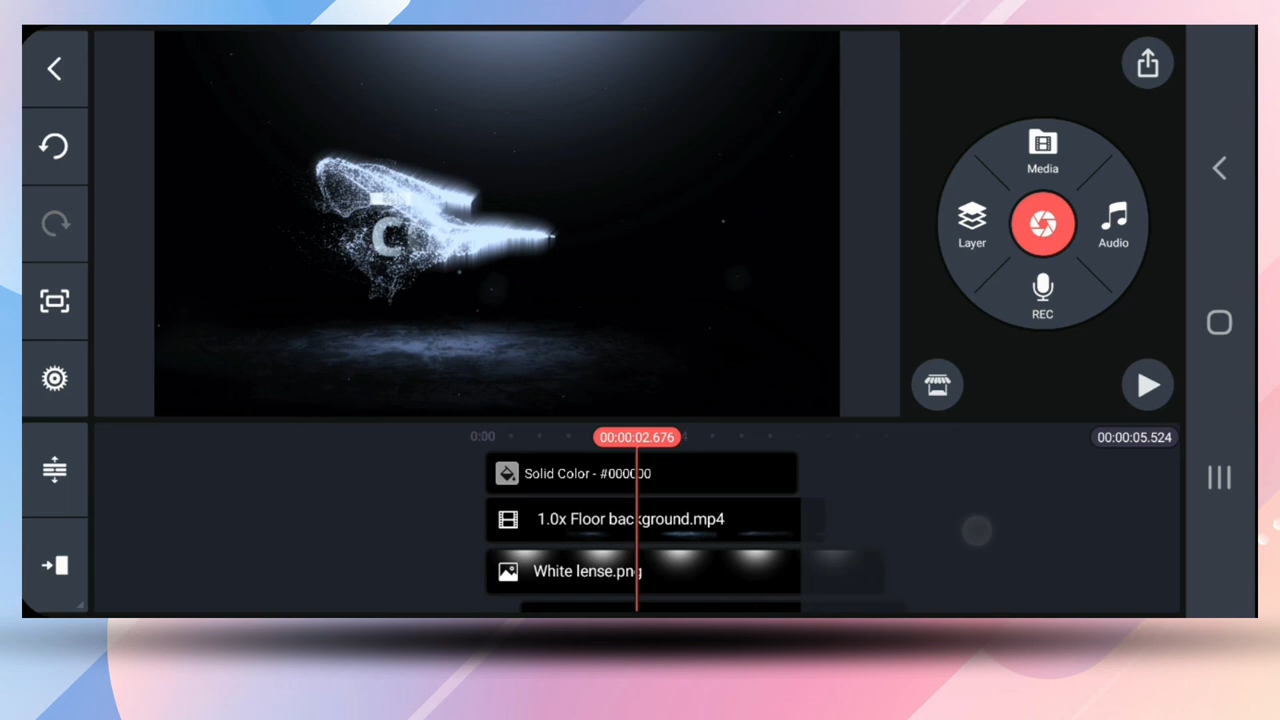 C
Media
Layer
Audio
REC
0:00
00:00:02.676
00:00:05.524
Solid Color - #000000
1.0x Floor background.mp4
White lense.png